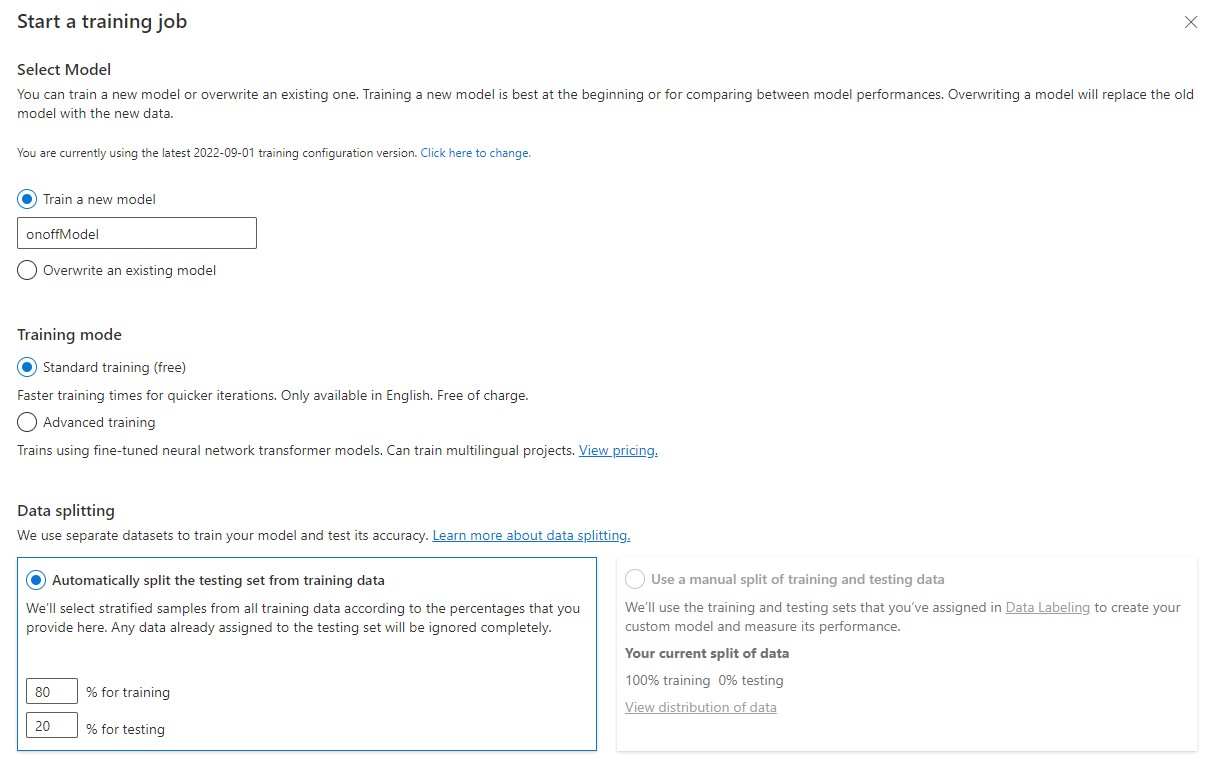 Start a training job
Select Model
You can train a new model or overwrite an existing one. Training a new model is best at the beginning or for comparing between model performances. Overwriting a model will replace the old
model with the new data.
You are currently using the latest 2022-09-01 training configuration version. Click here to change.
Train a new model
onoffModel
Overwrite an existing model
Training mode
Standard training (free)
Faster training times for quicker iterations. Only available in English. Free of charge.
Advanced training
Trains using fine-tuned neural network transformer models. Can train multilingual projects. View pricing.
Data splitting
We use separate datasets to train your model and test its accuracy. Learn more about data splitting.
Automatically split the testing set from training data
We'll select stratified samples from all training data according to the percentages that you
provide here. Any data already assigned to the testing set will be ignored completely.
80 % for training
20 % for testing
Use a manual split of training and testing data
We'll use the training and testing sets that you've assigned in Data Labeling to create your
custom model and measure its performance.
Your current split of data
100% training 0% testing
View distribution of data